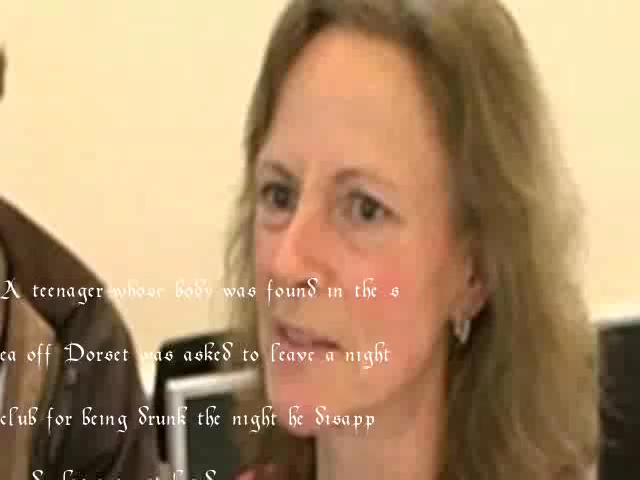 A teenager whose body was found in the s
ea off Dorset was asked to leave a night
club for being drunk the night he disapp